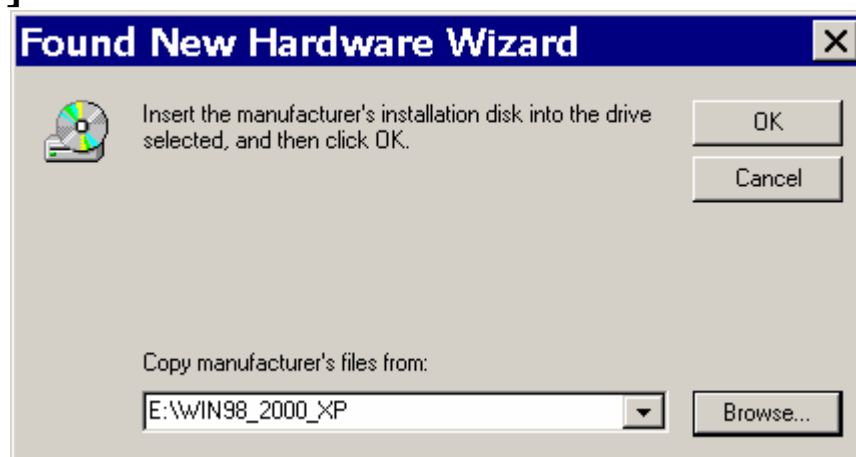 Found New Hardware Wizard
Insert the manufacturer's installation disk into the drive
selected, and then click OK.
OK
Cancel
Copy manufacturer's files from:
E:\WIN98_2000_XP
Browse...